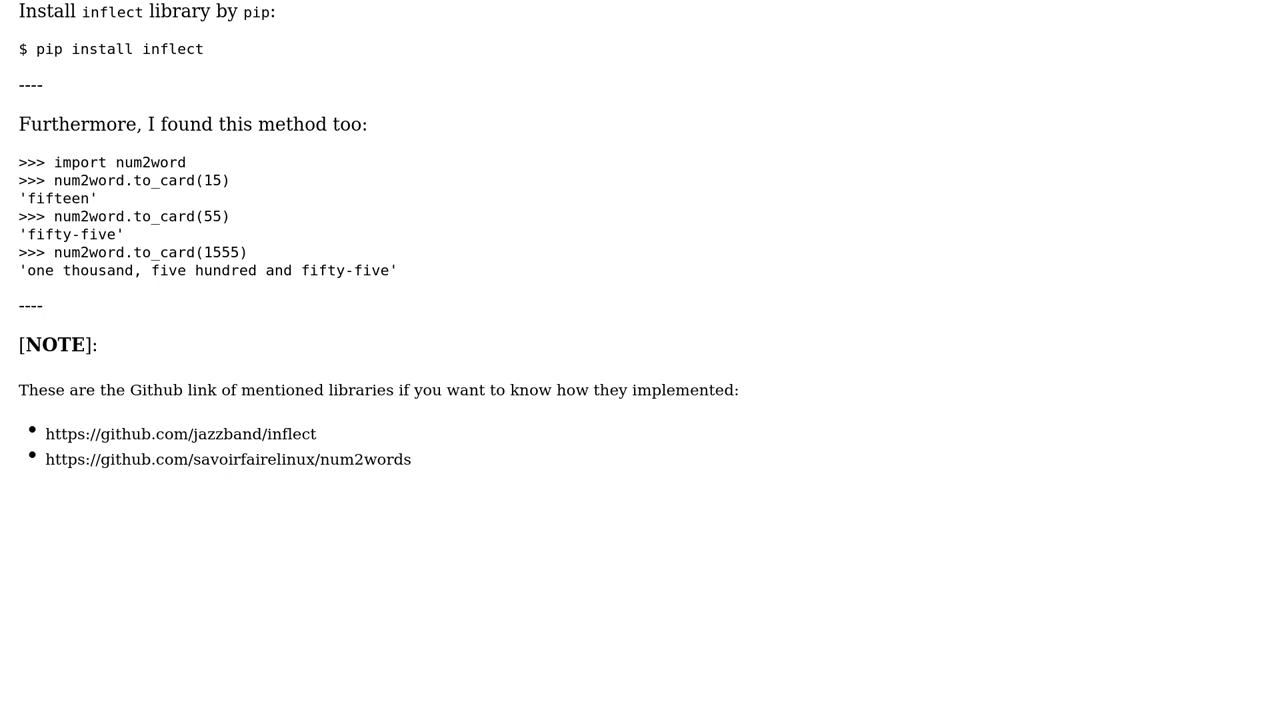 Install inflect library by pip:
$ pip install inflect
----
Furthermore, I found this method too:
>>> import num2word
>>> num2word.to_card(15)
'fifteen'
>>> num2word.to_card(55)
'fifty-five'
>>> num2word.to_card(1555)
'one thousand, five hundred and fifty-five'
----
[NOTE]:
These are the Github link of mentioned libraries if you want to know how they implemented:
• https://github.com/jazzband/inflect
• https://github.com/savoirfairelinux/num2words